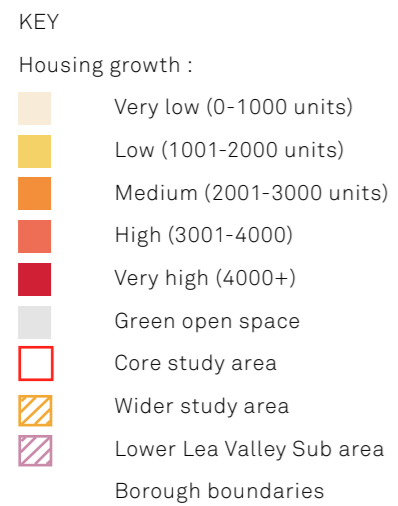 KEY
Housing growth :
Very low (0-1000 units)
Low (1001-2000 units)
Medium (2001-3000 units)
High (3001-4000)
Very high (4000+)
Green open space
Core study area
Wider study area
Lower Lea Valley Sub area
Borough boundaries